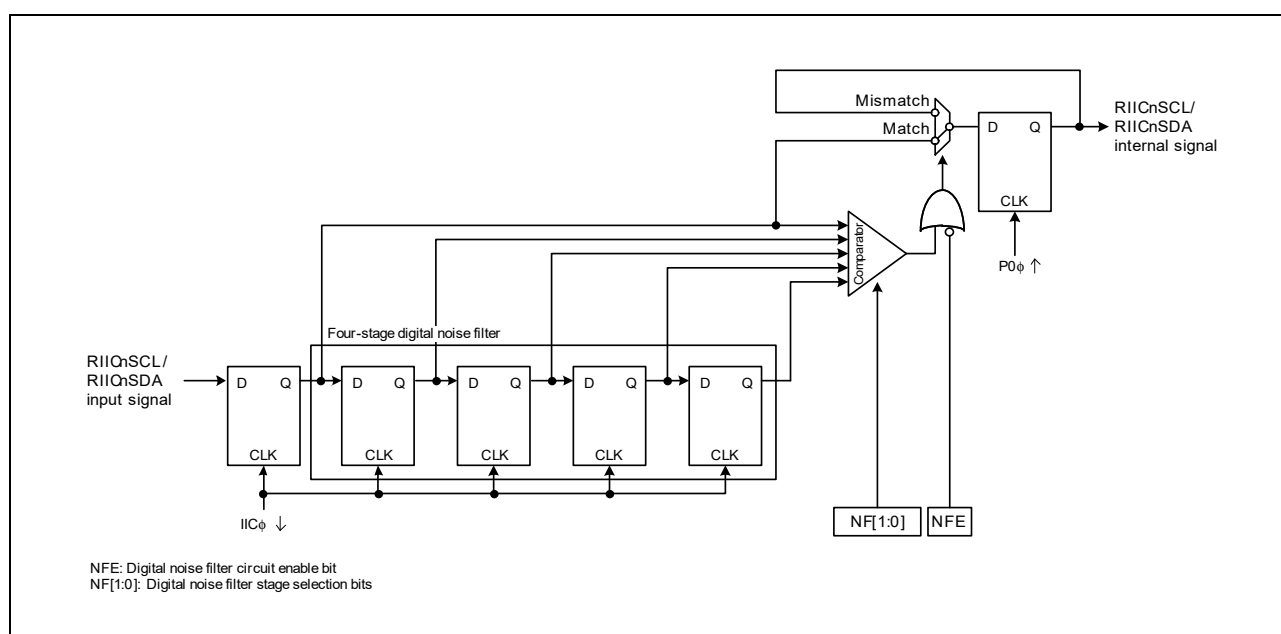 Mismatch
Match
D Q
CLK
RIICnSCL/
RIICnSDA
internal signal
P0ϕ ↑
Comparator
Four-stage digital noise filter
RIICnSCL/
RIICnSDA
input signal
D Q
D Q
D Q
D Q
D Q
CLK
CLK
CLK
CLK
CLK
IICϕ ↓
NF[1:0]
NFE
NFE: Digital noise filter circuit enable bit
NF[1:0]: Digital noise filter stage selection bits